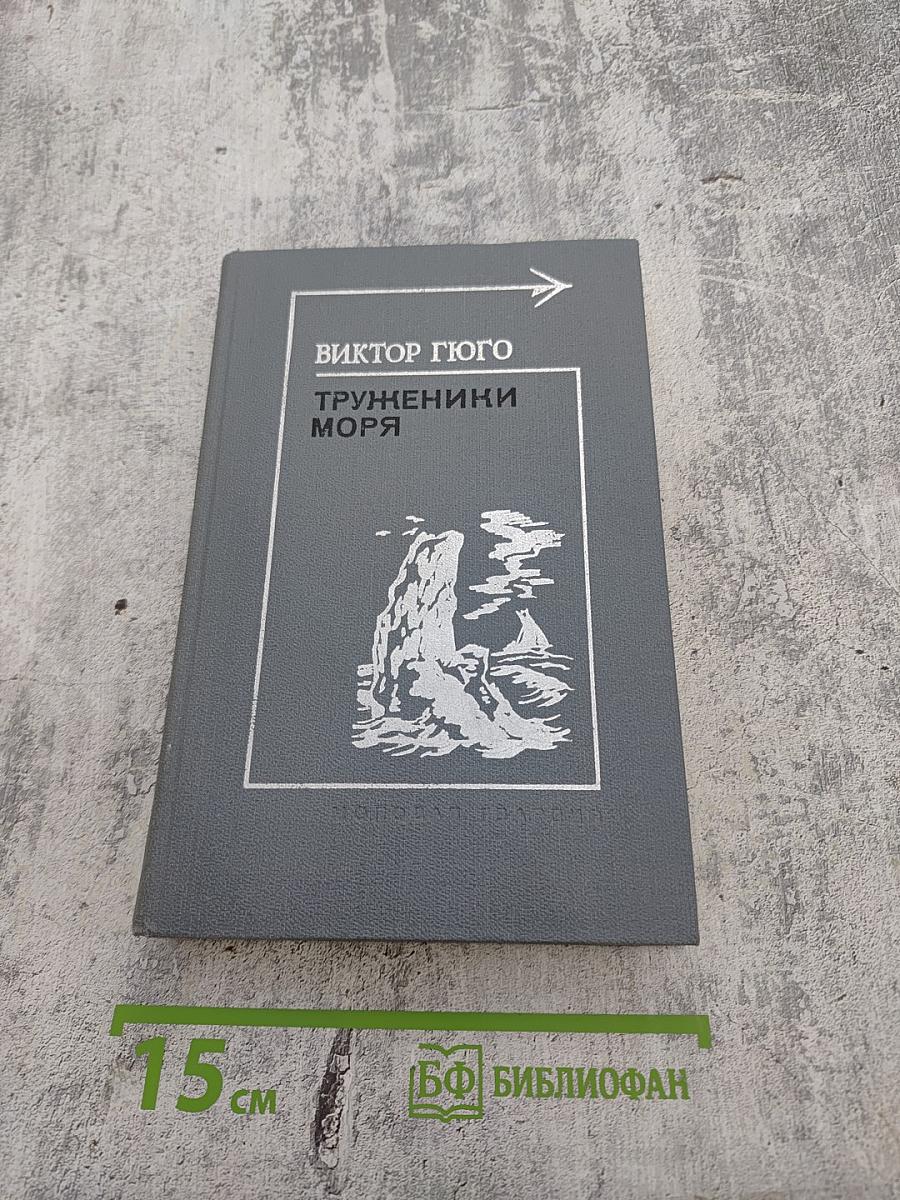 ВИКТОР ГЮГО
ТРУЖЕНИКИ
МОРЯ
15 см
БФ БИБЛИОФАН